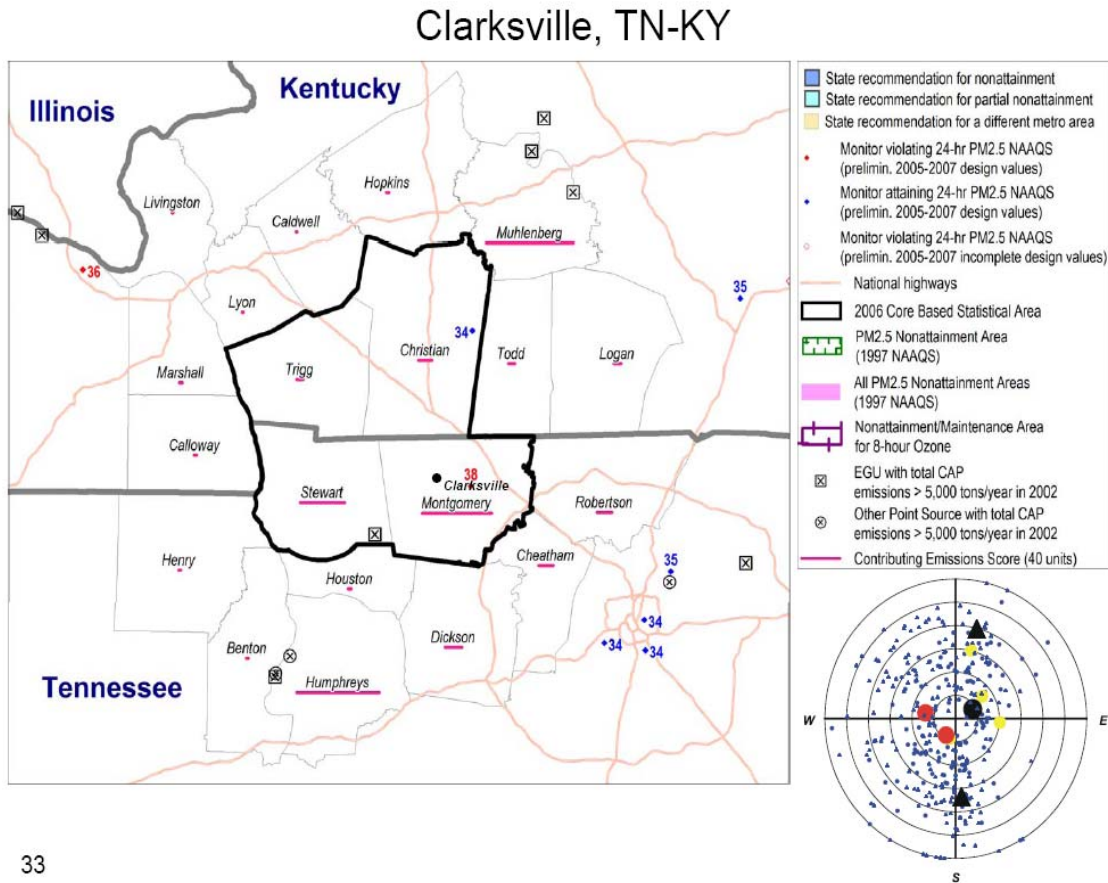 Clarksville, TN-KY
Illinois
Kentucky
Hopkins
Livingston
Caldwell
Muhlenberg
36
35
Lyon
34
Christian
Todd
Logan
Marshall
Trigg
Calloway
38
Clarksville
Stewart
Montgomery
Robertson
Henry
Cheatham
Houston
35
34
Benton
Dickson
34
34
Tennessee
Humphreys
State recommendation for nonattainment
State recommendation for partial nonattainment
State recommendation for a different metro area
Monitor violating 24-hr PM2.5 NAAQS
(prelimin. 2005-2007 design values)
Monitor attaining 24-hr PM2.5 NAAQS
(prelimin. 2005-2007 design values)
Monitor violating 24-hr PM2.5 NAAQS
(prelimin. 2005-2007 incomplete design values)
National highways
2006 Core Based Statistical Area
PM2.5 Nonattainment Area
(1997 NAAQS)
All PM2.5 Nonattainment Areas
(1997 NAAQS)
Nonattainment/Maintenance Area
for 8-hour Ozone
EGU with total CAP
emissions > 5,000 tons/year in 2002
Other Point Source with total CAP
emissions > 5,000 tons/year in 2002
Contributing Emissions Score (40 units)
W
E
S
33